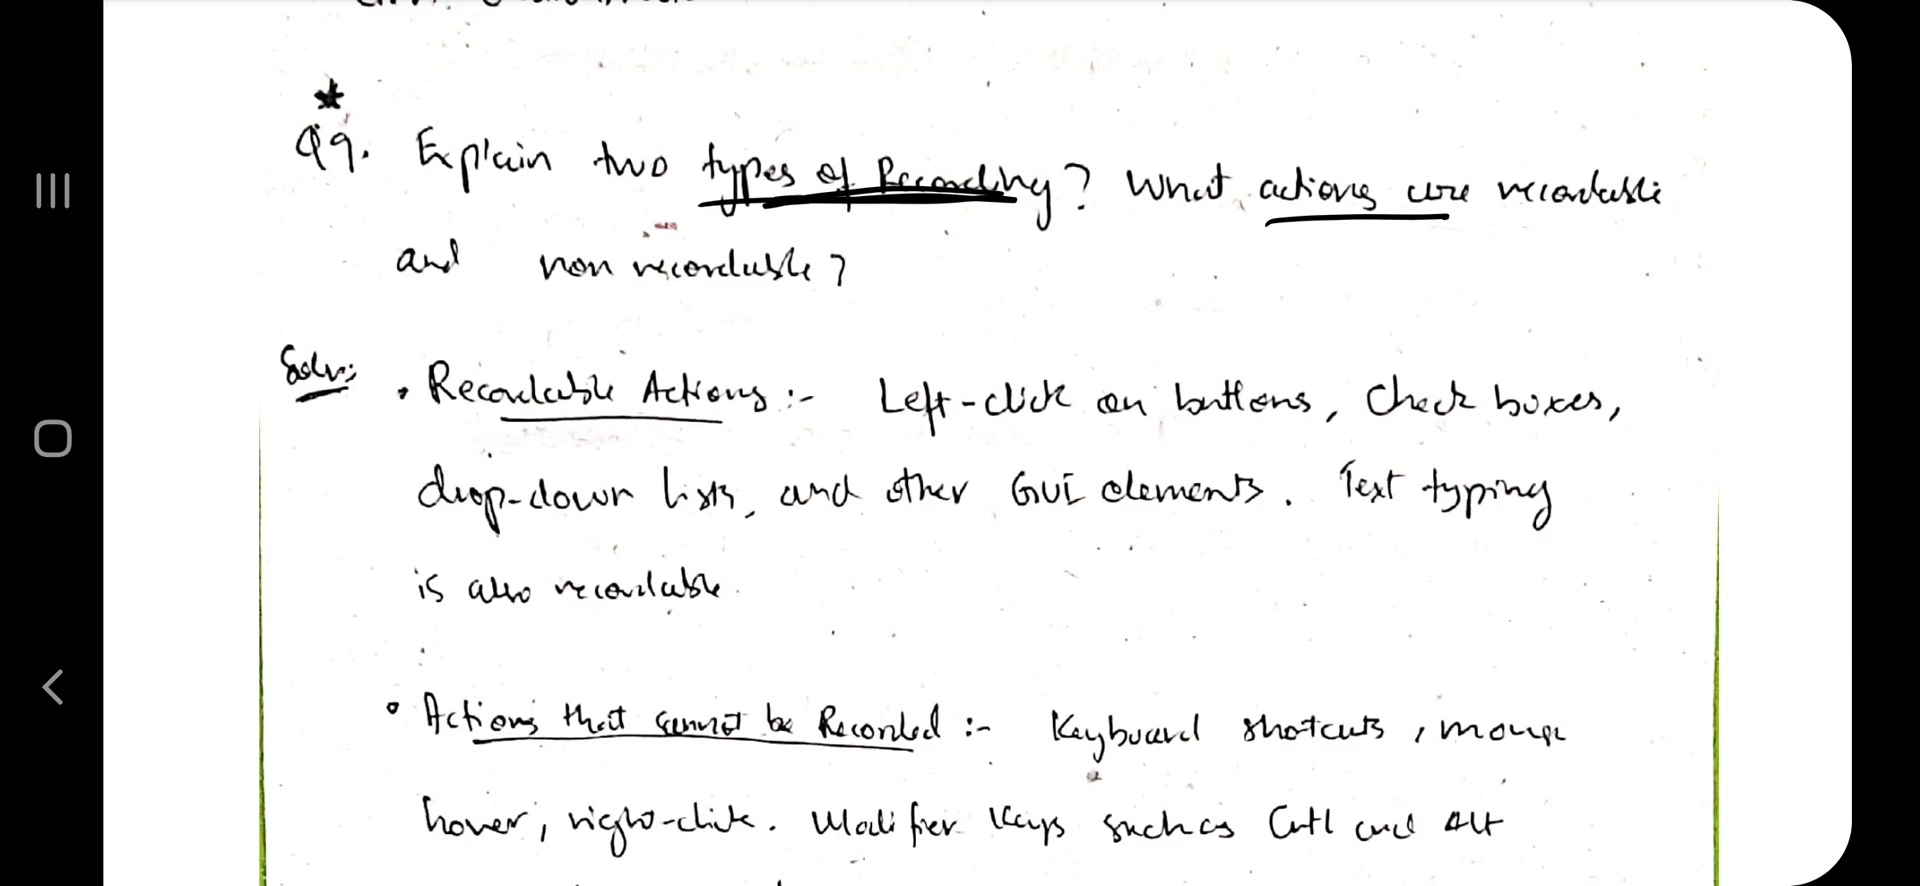 Q9. Explain two types of Recording? What actions are recordable
and non recordable?
Soln:
• Recordable Actions :- Left-click on buttons, Check boxes,
drop-down lists, and other GUI elements. Text typing
is also recordable.
• Actions that cannot be Recorded :- Keyboard shotcuts, mouse
hover, right-click. Modifier keys such as Crtl and Alt